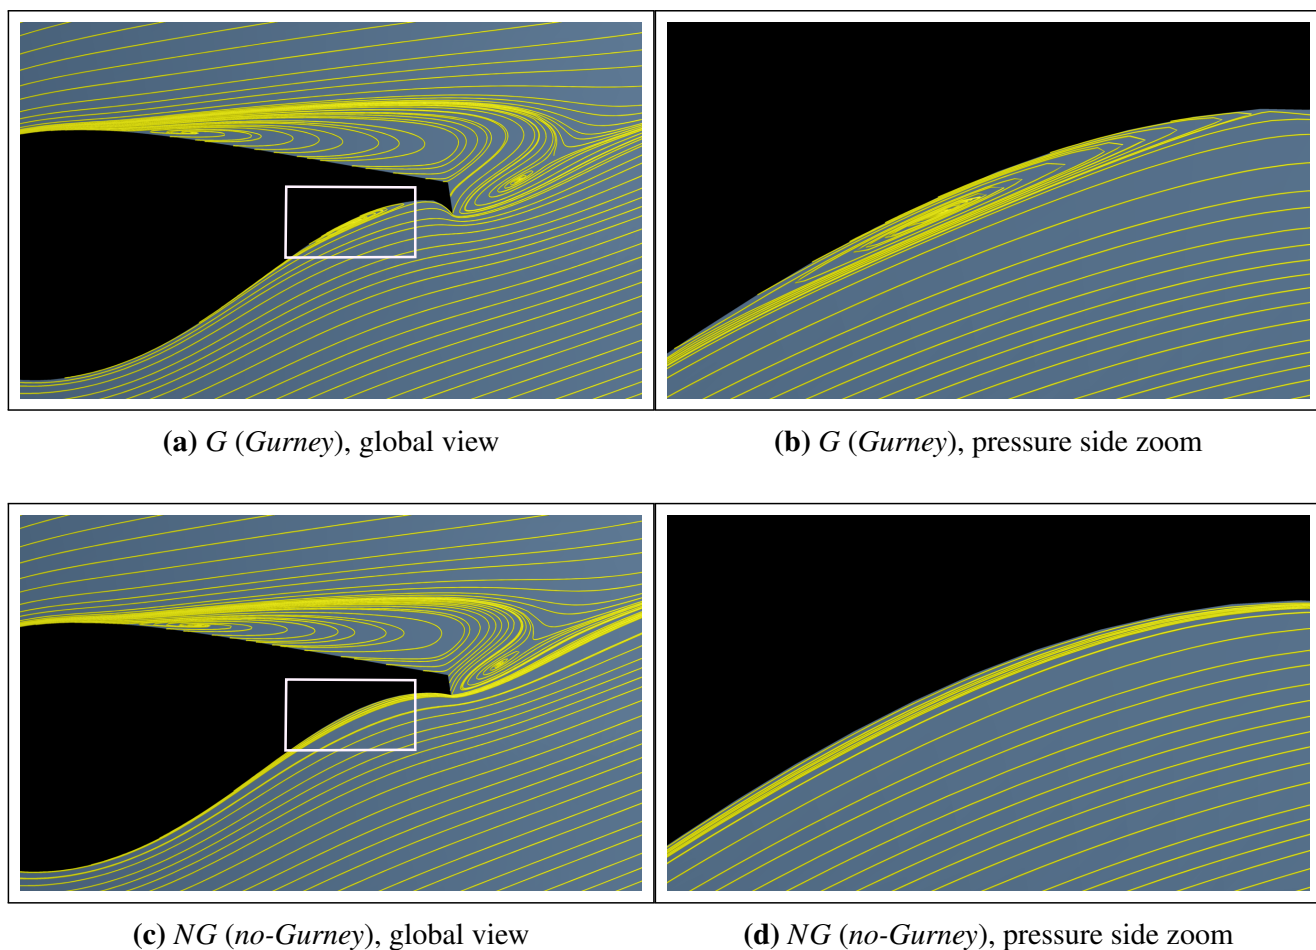 (a) G (Gurney), global view
(b) G (Gurney), pressure side zoom
(c) NG (no-Gurney), global view
(d) NG (no-Gurney), pressure side zoom